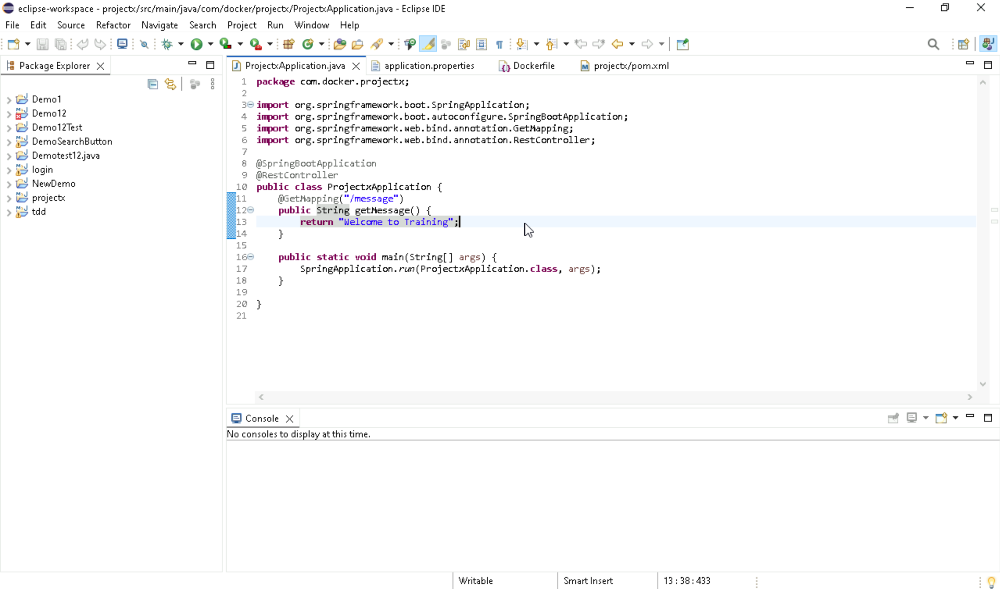 eclipse-workspace - projectx/src/main/java/com/docker/projectx/ProjectxApplication.java - Eclipse IDE
File Edit Source Refactor Navigate Search Project Run Window Help
Package Explorer
Demo1
Demo12
Demo12Test
DemoSearchButton
Demotest12.java
login
NewDemo
projectx
tdd
ProjectxApplication.java application.properties Dockerfile projectx/pom.xml
1 package com.docker.projectx;
2
3 import org.springframework.boot.SpringApplication;
4 import org.springframework.boot.autoconfigure.SpringBootApplication;
5 import org.springframework.web.bind.annotation.GetMapping;
6 import org.springframework.web.bind.annotation.RestController;
7
8 @SpringBootApplication
9 @RestController
10 public class ProjectxApplication {
11 @GetMapping("/message")
12 public String getMessage() {
13 return "Welcome to Training";
14 }
15
16 public static void main(String[] args) {
17 SpringApplication.run(ProjectxApplication.class, args);
18 }
19
20 }
21
Console
No consoles to display at this time.
Writable Smart Insert 13 : 38 : 433